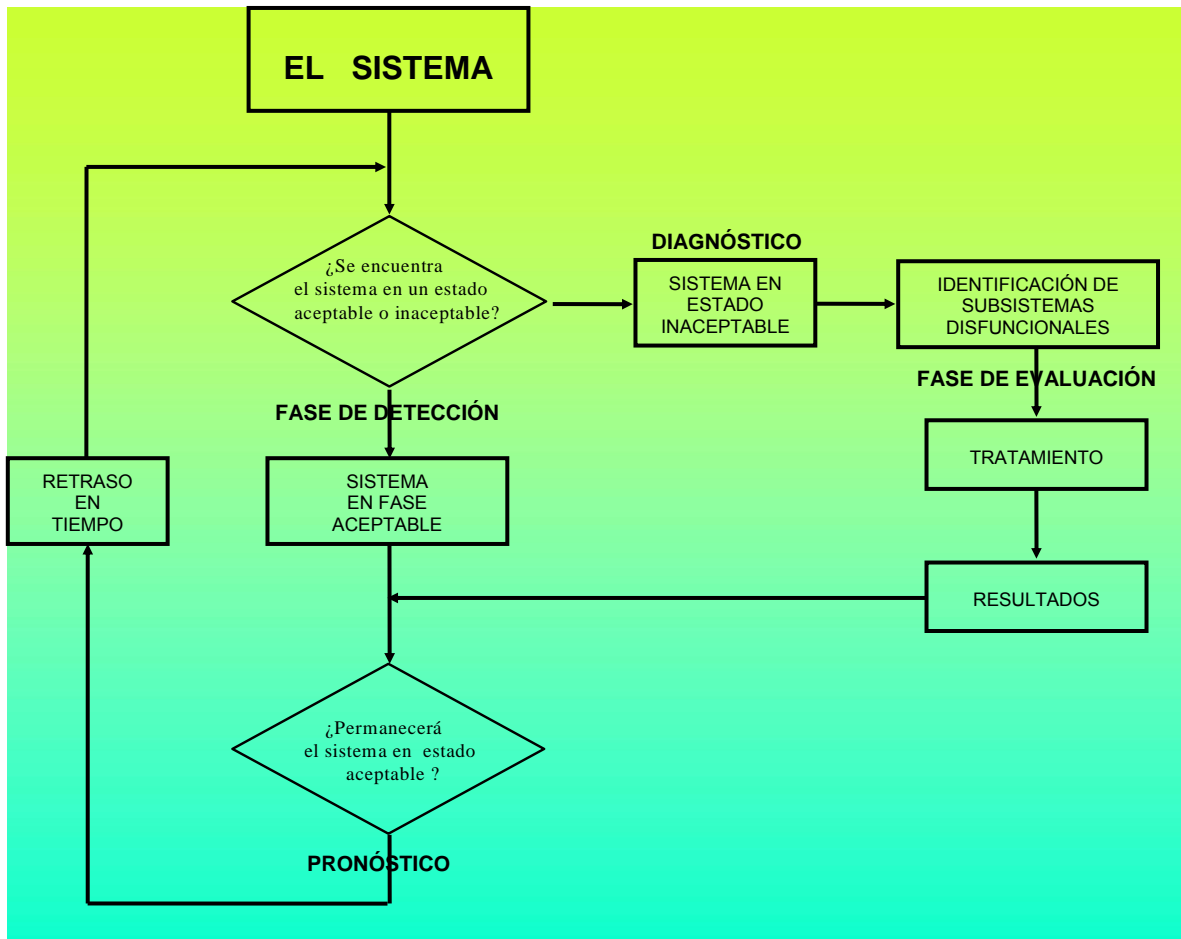 EL SISTEMA
¿Se encuentra
el sistema en un estado
aceptable o inaceptable?
DIAGNÓSTICO
SISTEMA EN
ESTADO
INACEPTABLE
IDENTIFICACIÓN DE
SUBSISTEMAS
DISFUNCIONALES
FASE DE EVALUACIÓN
FASE DE DETECCIÓN
TRATAMIENTO
RETRASO
EN
TIEMPO
SISTEMA
EN FASE
ACEPTABLE
RESULTADOS
¿Permanecerá
el sistema en estado
aceptable ?
PRONÓSTICO